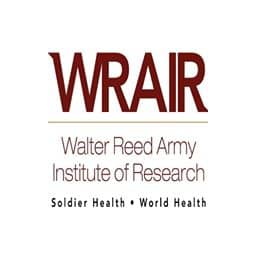 WRAIR
Walter Reed Army
Institute of Research
Soldier Health • World Health